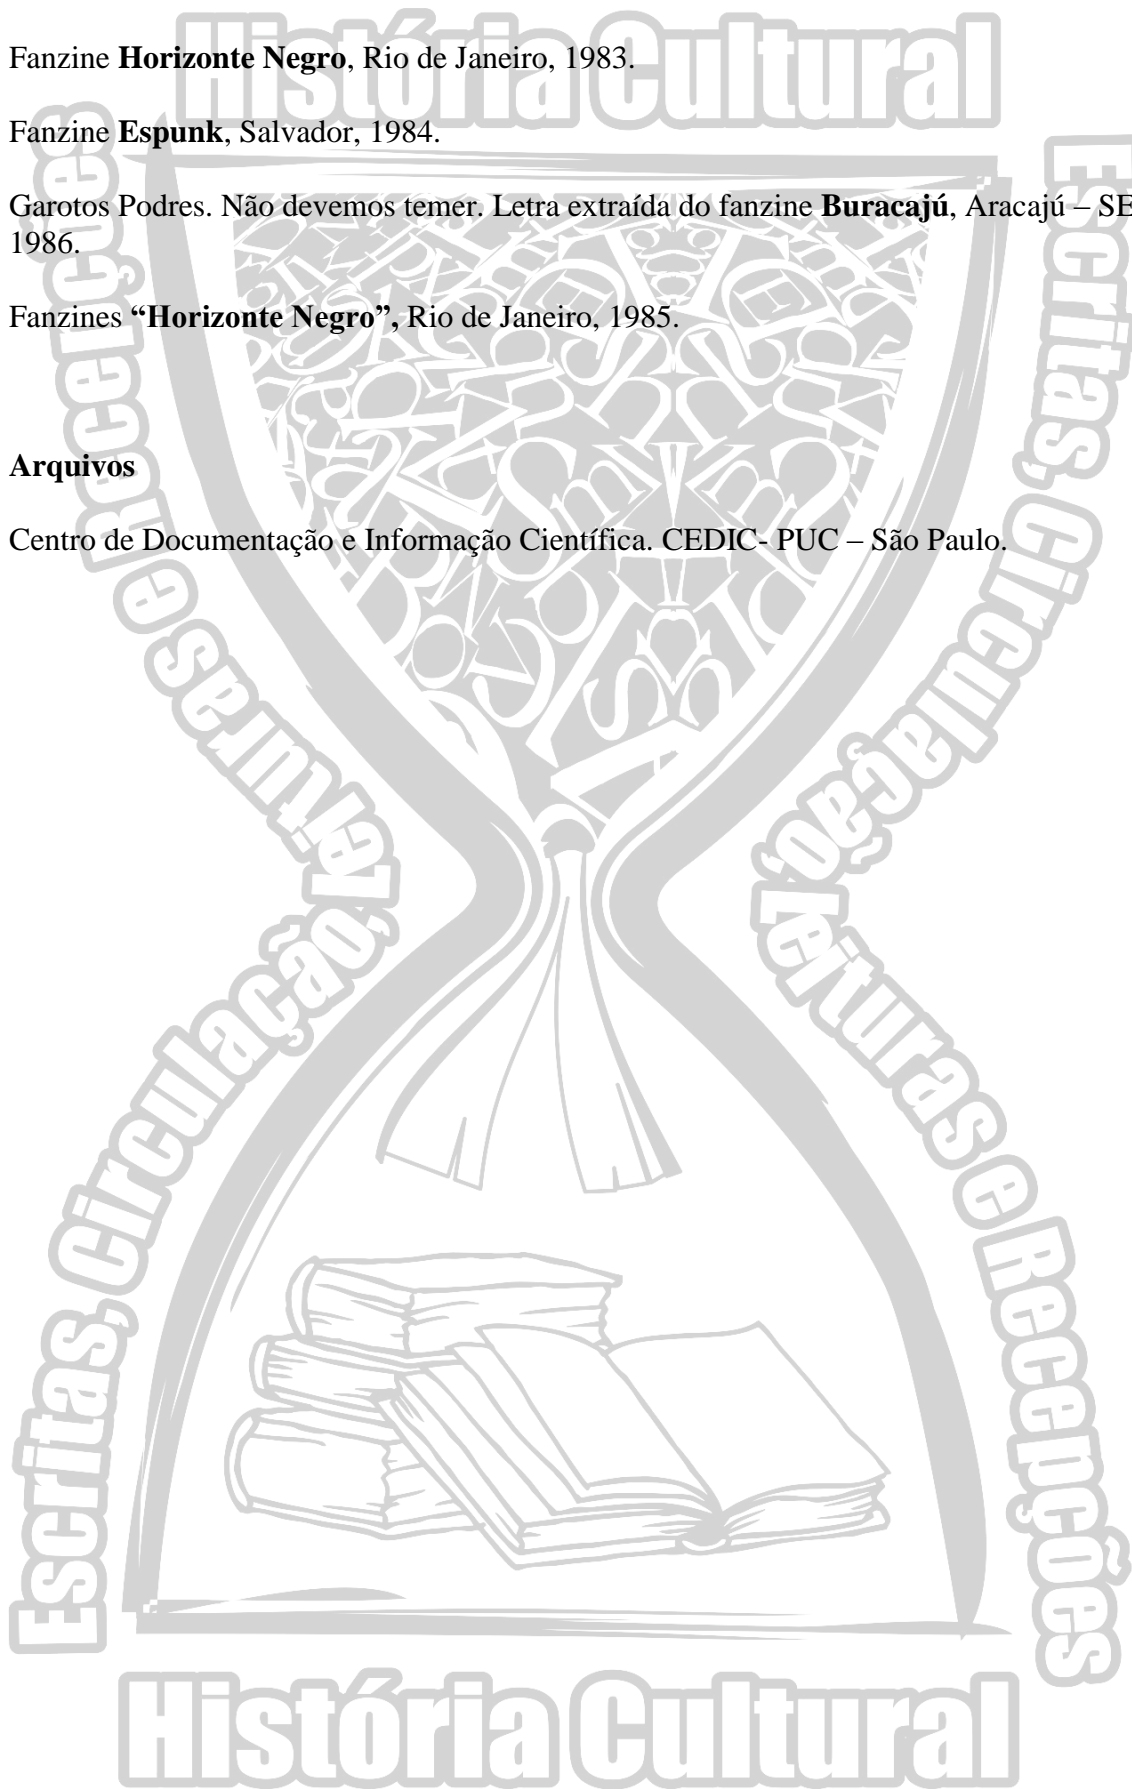 História Cultural
Fanzine Horizonte Negro, Rio de Janeiro, 1983.
Fanzine Espunk, Salvador, 1984.
Garotos Podres. Não devemos temer. Letra extraída do fanzine Buracajú, Aracajú – SE
1986.
Fanzines “Horizonte Negro”, Rio de Janeiro, 1985.
Arquivos
Centro de Documentação e Informação Científica. CEDIC- PUC – São Paulo.
Escritas, Circulação, Leituras e Recepções
Escritas, Circulação, Leituras e Recepções
História Cultural